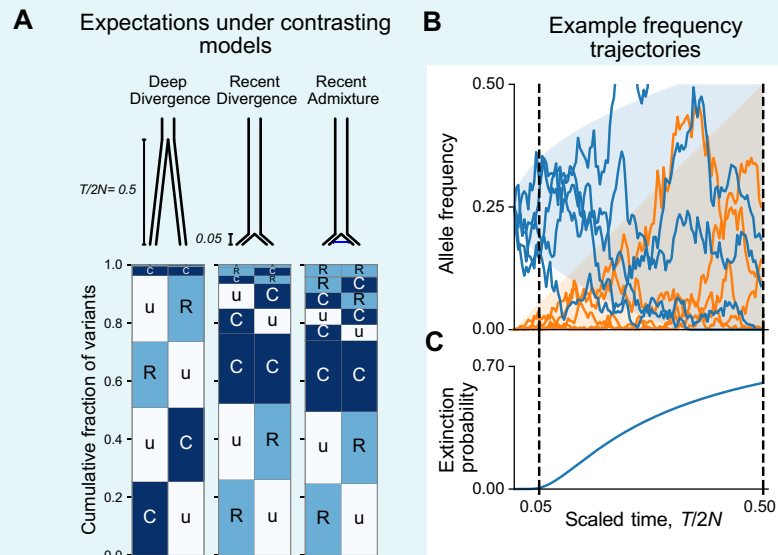 A
Expectations under contrasting
models
Deep
Divergence
Recent
Divergence
Recent
Admixture
T/2N= 0.5
0.05
Cumulative fraction of variants
1.0
0.8
0.6
0.4
0.2
0.0
C C
u R
R u
u C
C u
R C
C R
u C
C u
C C
u R
R u
R R
R C
C R
u C
C u
C C
u R
R u
B
Example frequency
trajectories
Allele frequency
0.50
0.25
0.00
C
Extinction
probability
0.70
0.00
0.05
0.50
Scaled time, T/2N